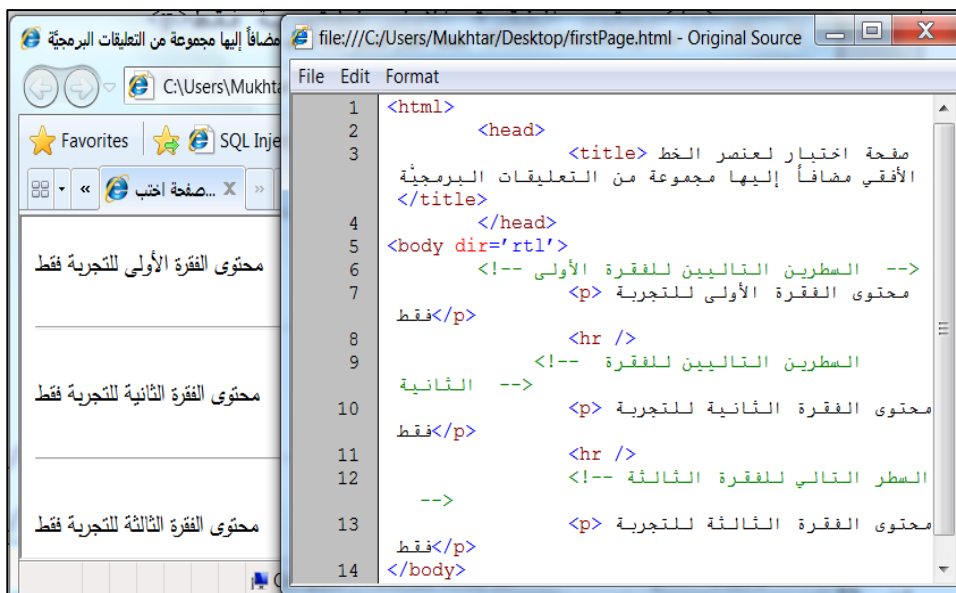 مضافاً إليها مجموعة من التعليقات البرمجيَّة
C:\Users\Mukhta
Favorites
SQL Inje
صفحة اختب...
X
«
»
محتوى الفقرة الأولى للتجربة فقط
محتوى الفقرة الثانية للتجربة فقط
محتوى الفقرة الثالثة للتجربة فقط
file:///C:/Users/Mukhtar/Desktop/firstPage.html - Original Source
File Edit Format
1 <html>
2 <head>
3 <title> صفحة اختبار لعنصر الخط
الأفقي مضافاً إليها مجموعة من التعليقات البرمجيَّة
</title>
4 </head>
5 <body dir='rtl'>
6 <!-- السطرين التاليين للفقرة الأولى -->
7 <p> محتوى الفقرة الأولى للتجربة
فقط</p>
8 <hr />
9 <!-- السطرين التاليين للفقرة
الثانية -->
10 <p> محتوى الفقرة الثانية للتجربة
فقط</p>
11 <hr />
12 <!-- السطر التالي للفقرة الثالثة
-->
13 <p> محتوى الفقرة الثالثة للتجربة
فقط</p>
14 </body>